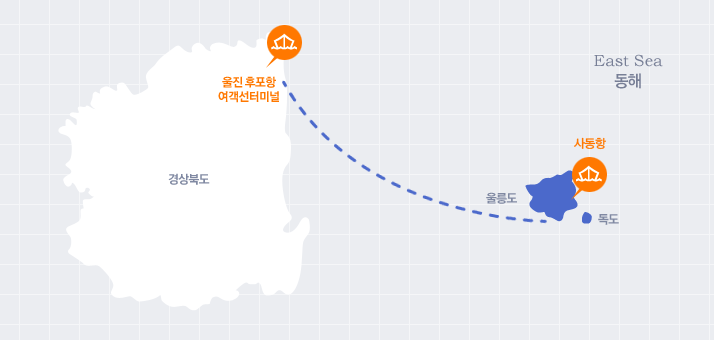 East Sea
동해
울진 후포항
여객선터미널
사동항
경상북도
울릉도
독도